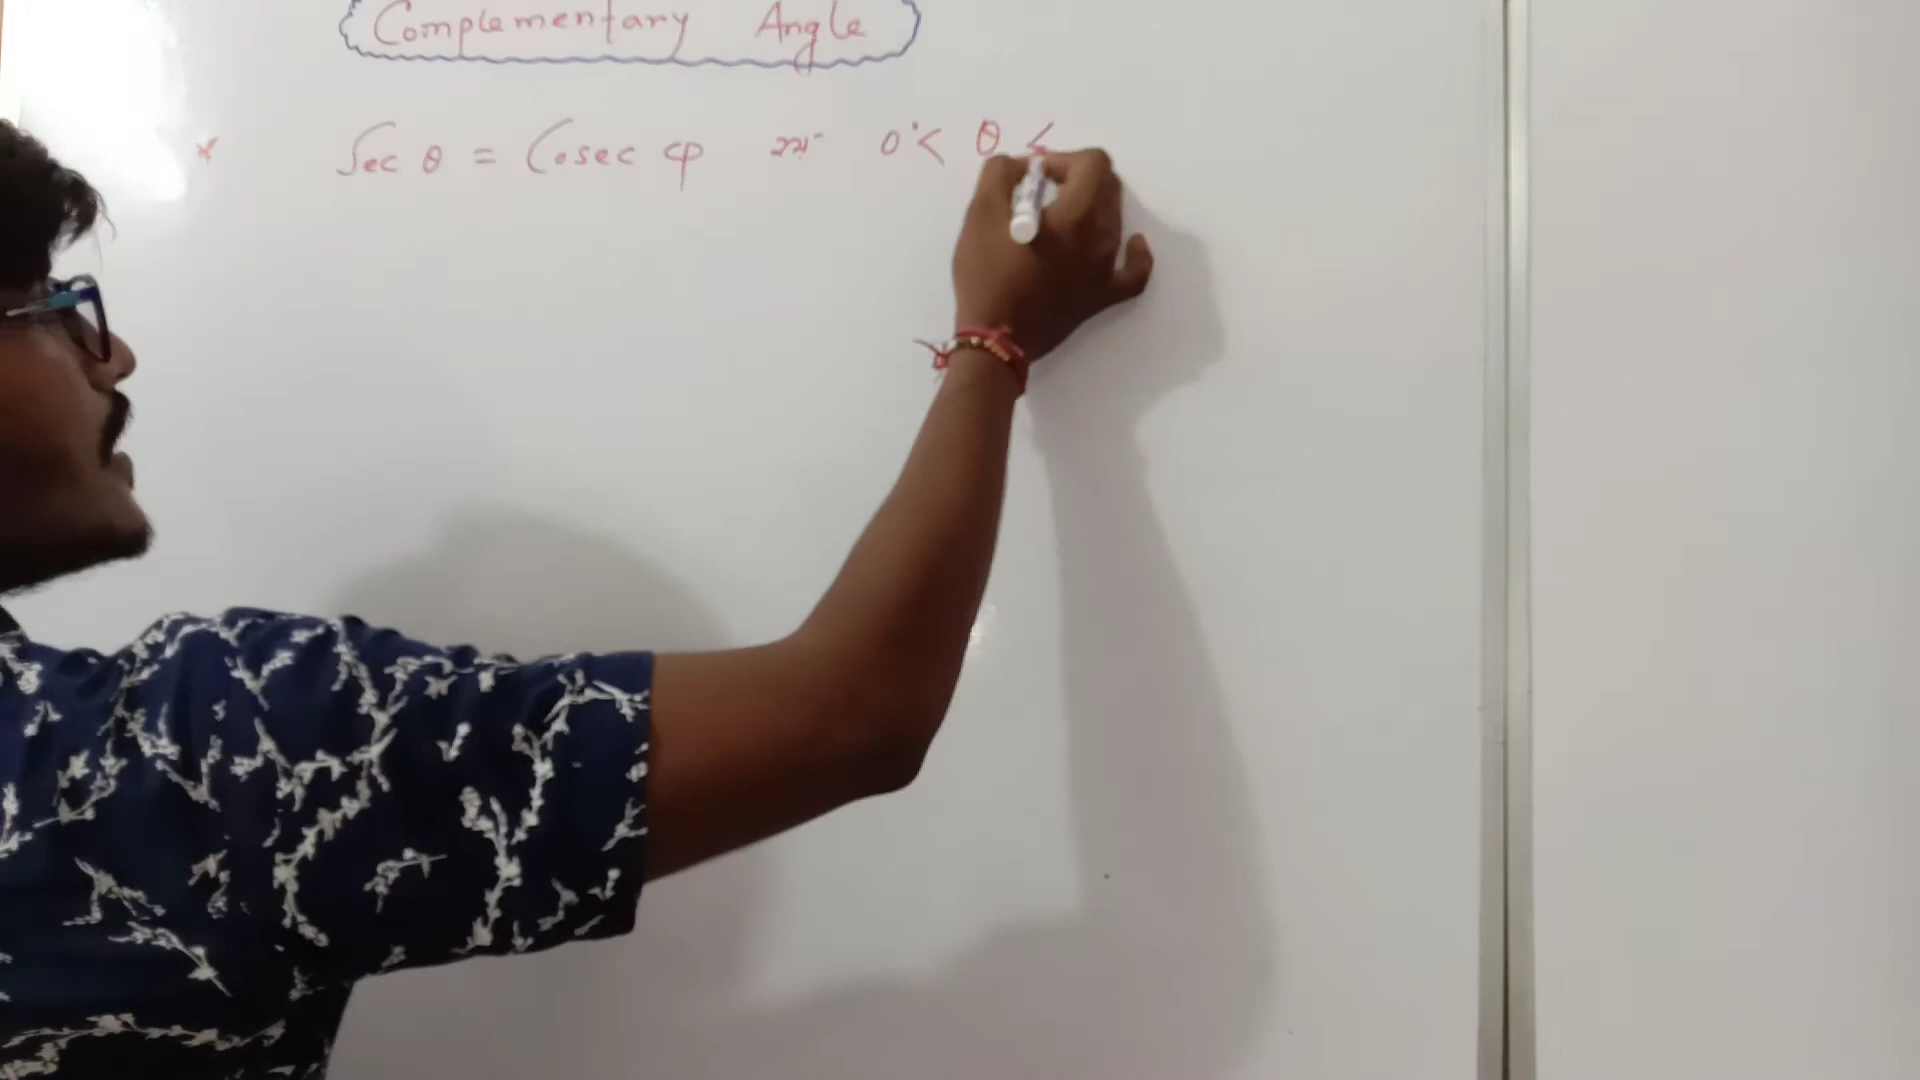 Complementary Angle
* Sec θ = Cosec φ 0° < θ <